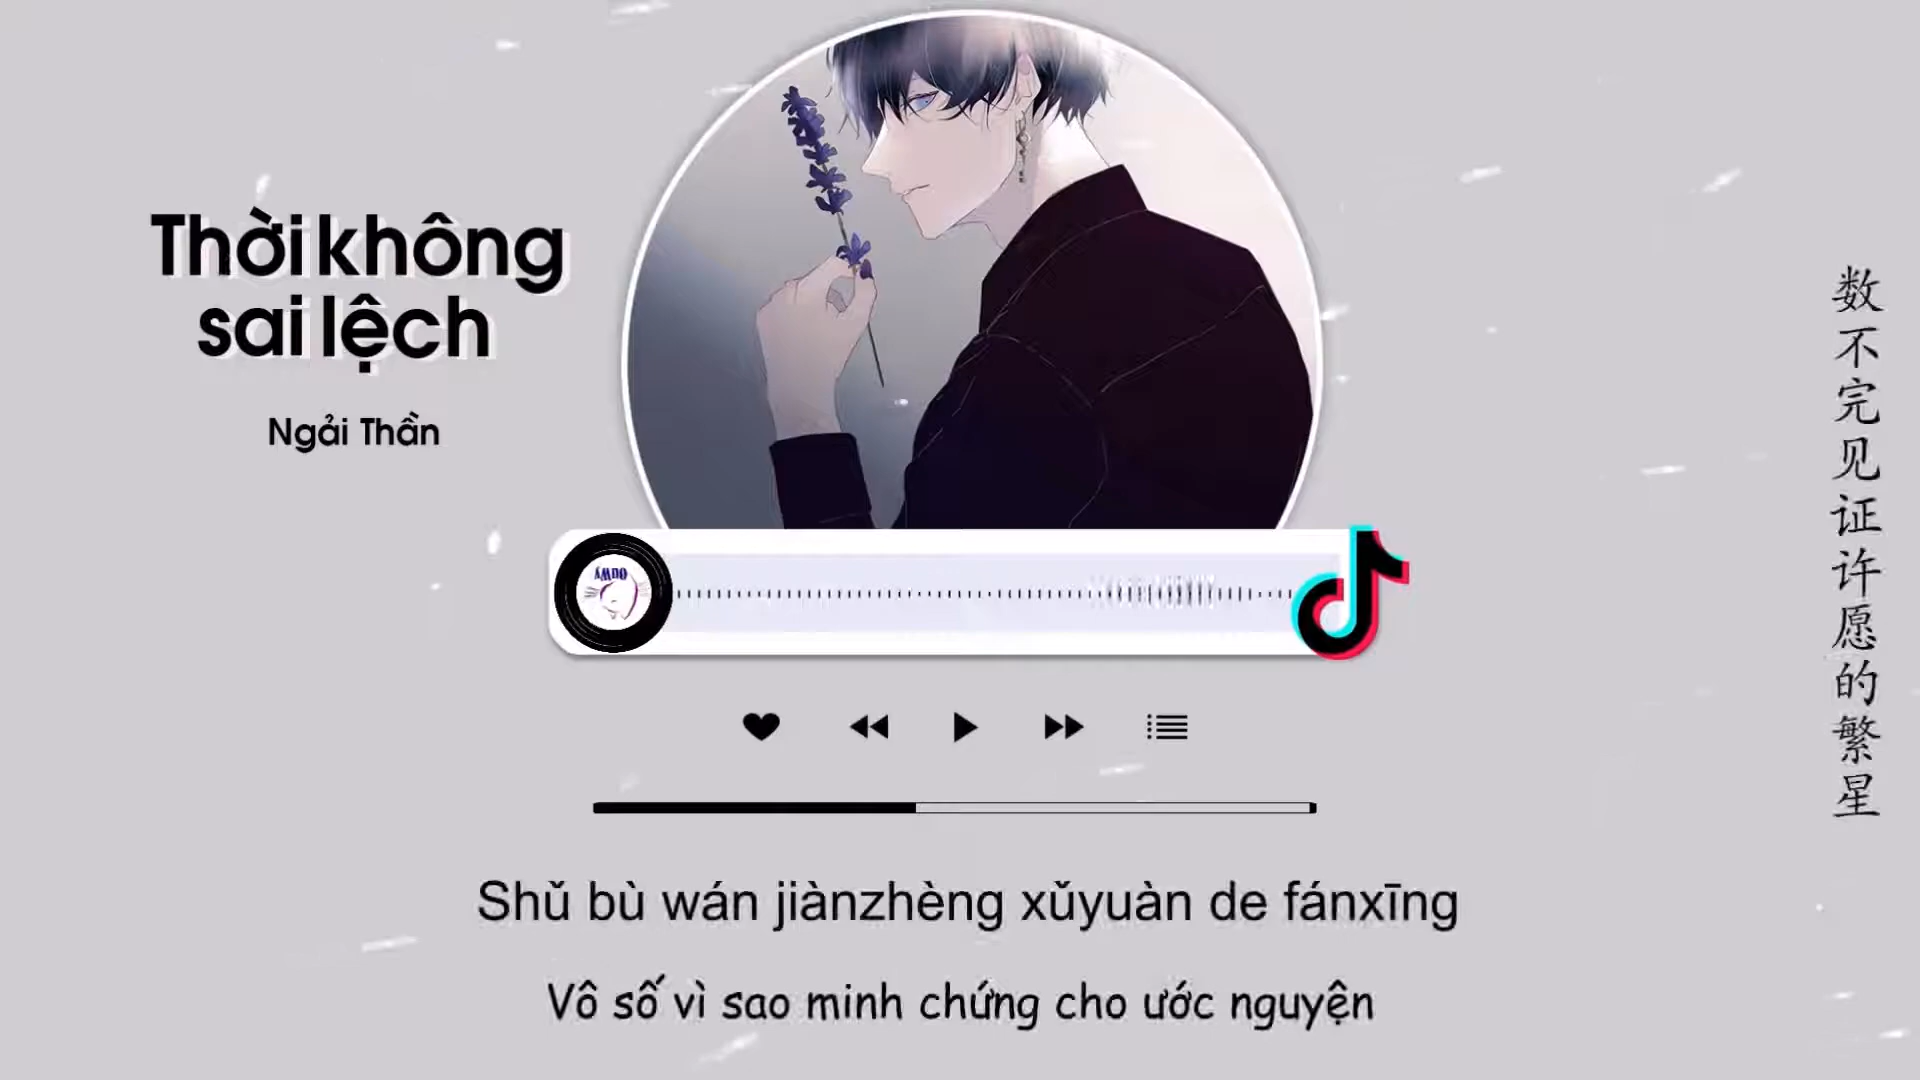 Thời không
sai lệch
Ngải Thần
数不完见证许愿的繁星
OUWY
Shǔ bù wán jiànzhèng xǔyuàn de fánxīng
Vô số vì sao minh chứng cho ước nguyện